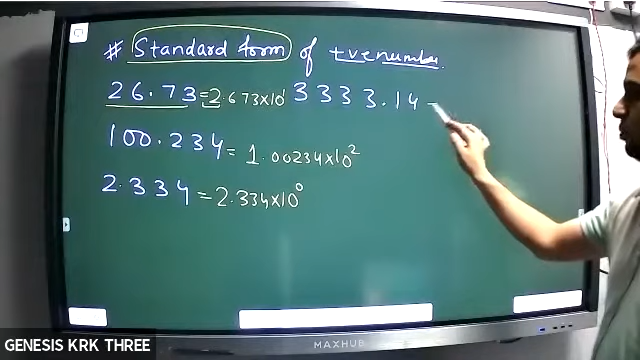 # Standard form of +ve number
26.73 = 2.673×10¹ 3333.14 =
100.234 = 1.00234×10²
2.334 = 2.334×10⁰
GENESIS KRK THREE
MAXHUB